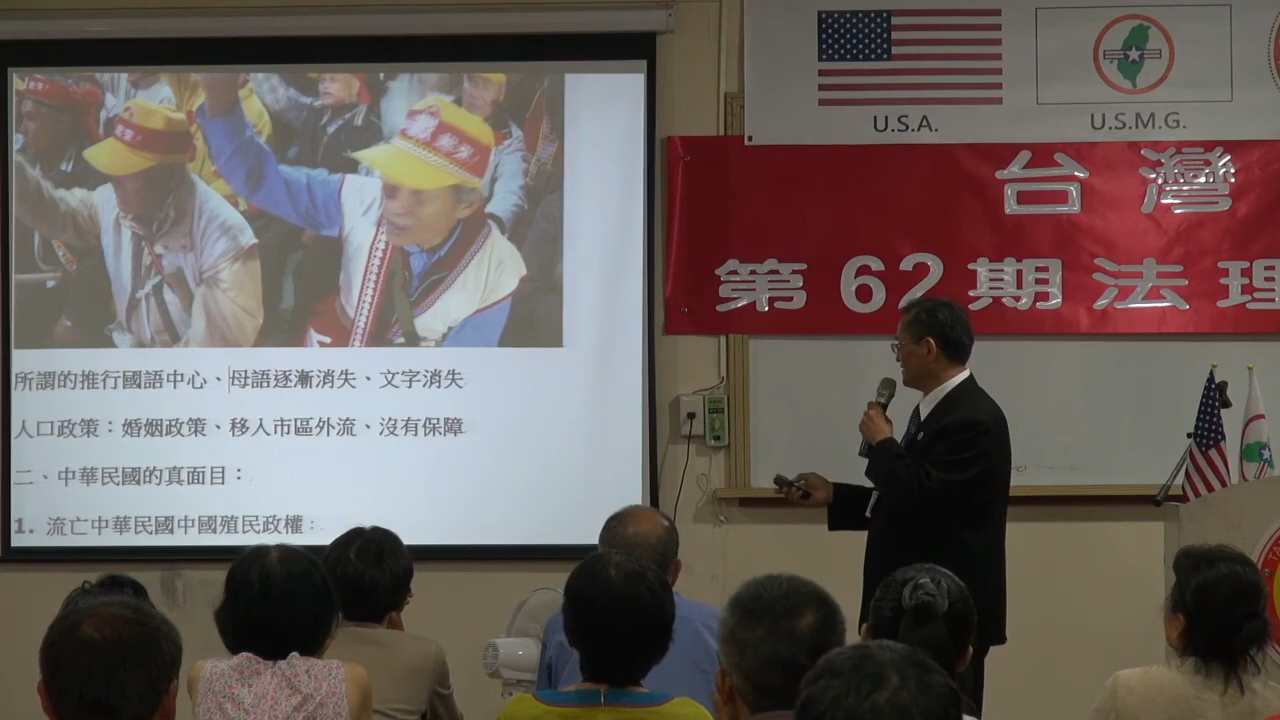 所謂的推行國語中心、母語逐漸消失、文字消失
人口政策：婚姻政策、移入市區外流、沒有保障
二、中華民國的真面目：
1. 流亡中華民國中國殖民政權：
U.S.A.
U.S.M.G.
台灣
第62期法理